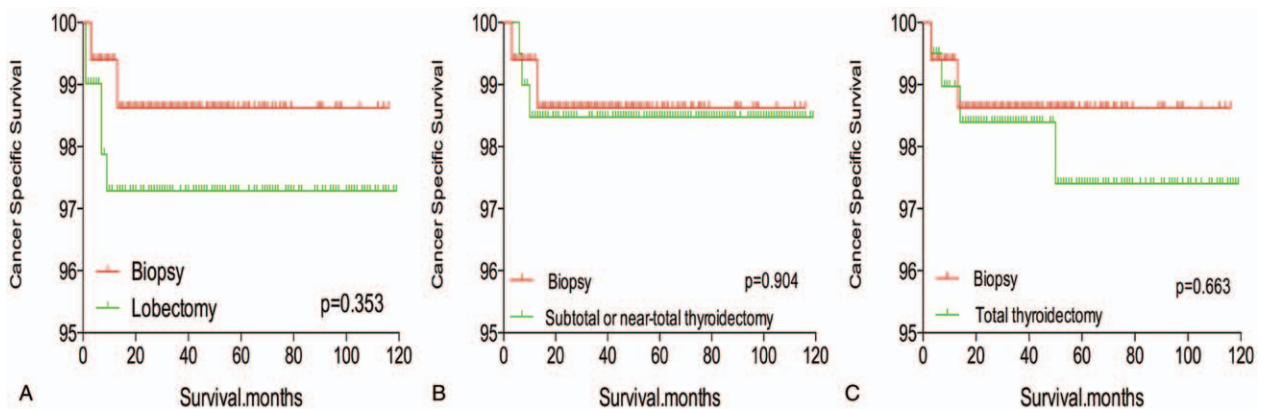 Cancer Specific Survival
100
99
98
97
96
95
Biopsy
Lobectomy
p=0.353
0 20 40 60 80 100 120
A
Survival.months
Cancer Specific Survival
100
99
98
97
96
95
Biopsy
p=0.904
Subtotal or near-total thyroidectomy
0 20 40 60 80 100 120
B
Survival.months
Cancer Specific Survival
100
99
98
97
96
95
Biopsy
p=0.663
Total thyroidectomy
0 20 40 60 80 100 120
C
Survival.months